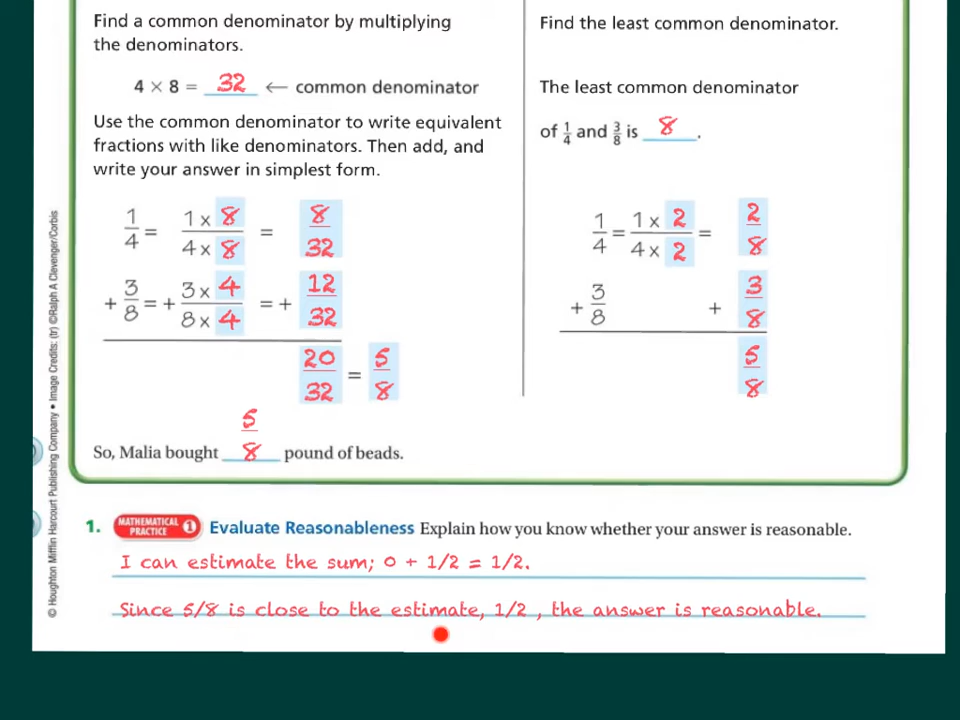 Find a common denominator by multiplying
the denominators.
4 × 8 = 32 ← common denominator
Use the common denominator to write equivalent
fractions with like denominators. Then add, and
write your answer in simplest form.
1/4 = 1 x 8 / 4 x 8 = 8/32
+ 3/8 = + 3 x 4 / 8 x 4 = + 12/32
20/32 = 5/8
So, Malia bought 5/8 pound of beads.
Find the least common denominator.
The least common denominator
of 1/4 and 3/8 is 8.
1/4 = 1 x 2 / 4 x 2 = 2/8
+ 3/8 + 3/8
5/8
1. MATHEMATICAL PRACTICE 1 Evaluate Reasonableness Explain how you know whether your answer is reasonable.
I can estimate the sum; 0 + 1/2 = 1/2.
Since 5/8 is close to the estimate, 1/2 , the answer is reasonable.
© Houghton Mifflin Harcourt Publishing Company • Image Credits: (tr) ©Ralph A Clevenger/Corbis